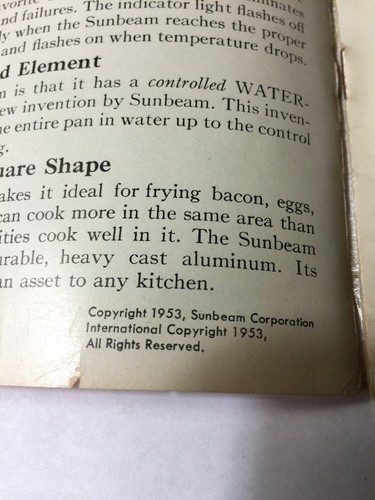 nd failures. The indicator light flashes off
y when the Sunbeam reaches the proper
and flashes on when temperature drops.
d Element
n is that it has a controlled WATER-
ew invention by Sunbeam. This inven-
e entire pan in water up to the control
g.
uare Shape
akes it ideal for frying bacon, eggs,
can cook more in the same area than
ities cook well in it. The Sunbeam
urable, heavy cast aluminum. Its
n asset to any kitchen.
Copyright 1953, Sunbeam Corporation
International Copyright 1953,
All Rights Reserved.